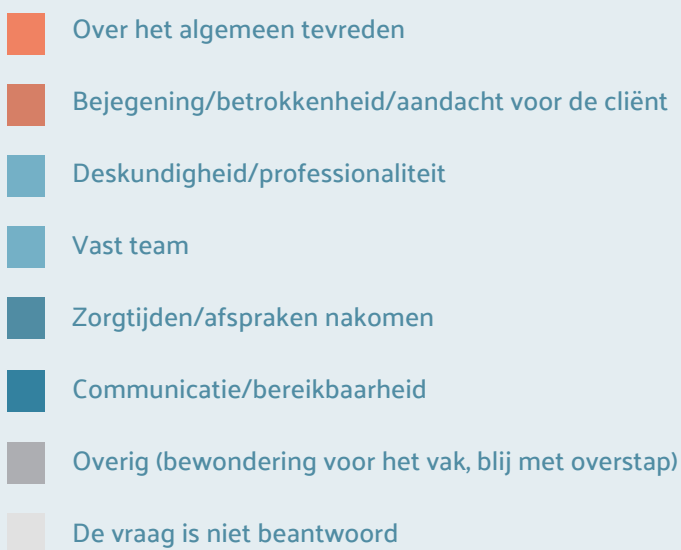 Over het algemeen tevreden
Bejegening/betrokkenheid/aandacht voor de cliënt
Deskundigheid/professionaliteit
Vast team
Zorgtijden/afspraken nakomen
Communicatie/bereikbaarheid
Overig (bewondering voor het vak, blij met overstap)
De vraag is niet beantwoord